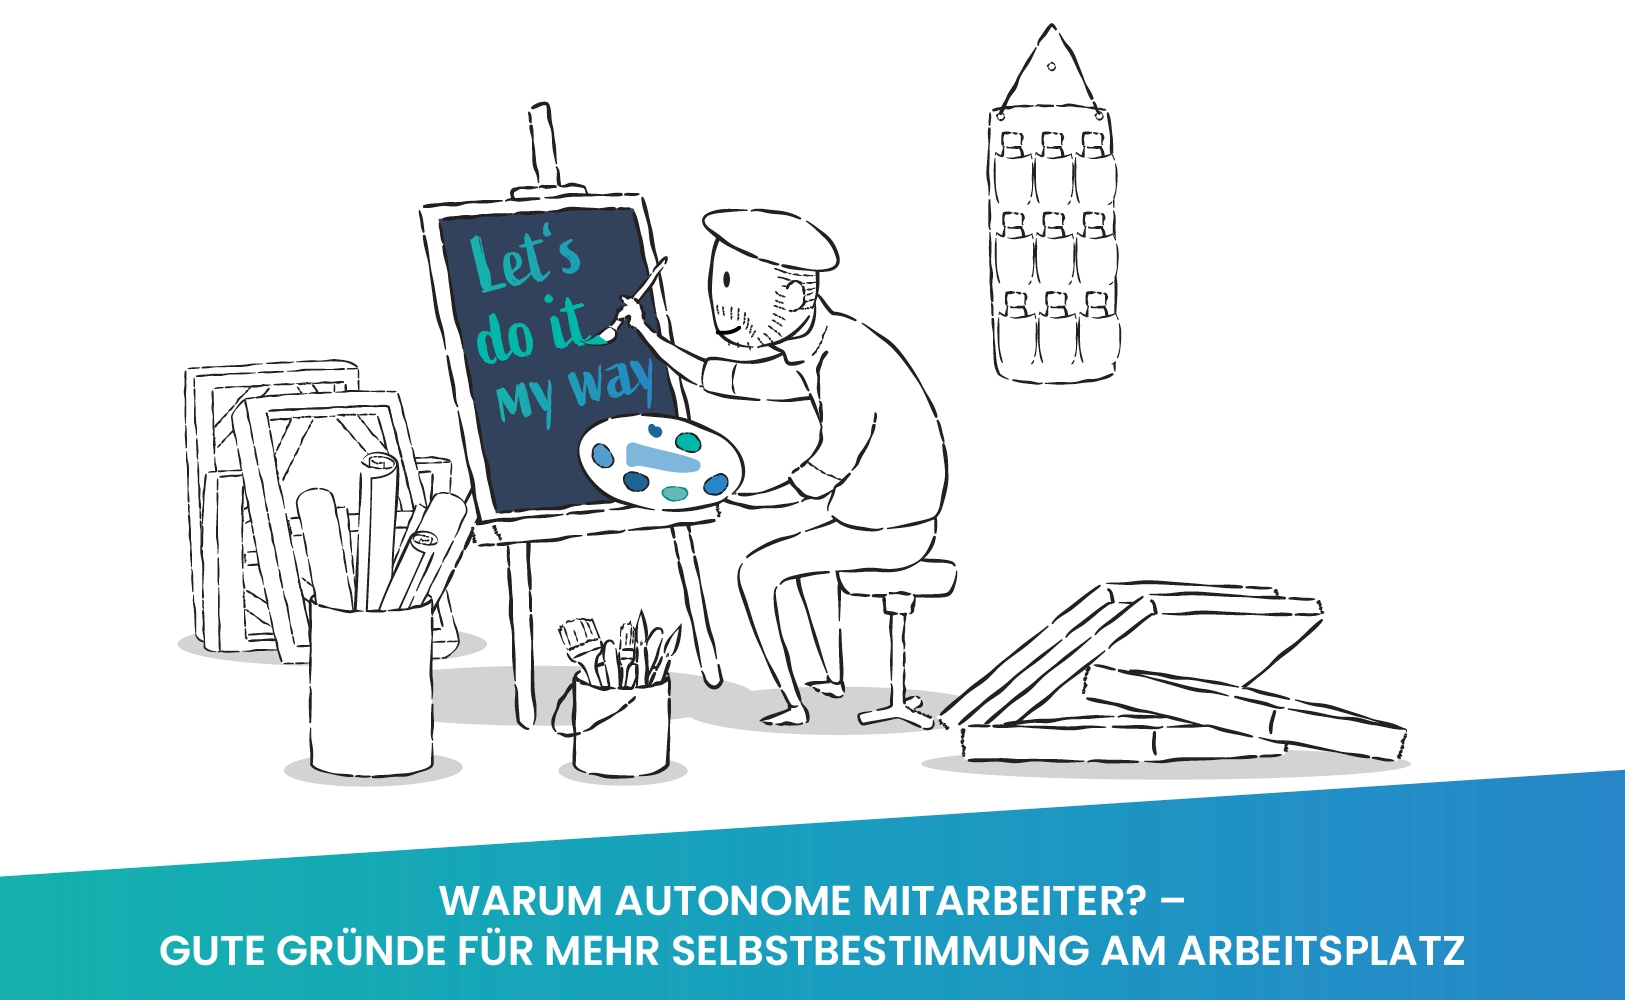 Let‘s
do it
my way
WARUM AUTONOME MITARBEITER? –
GUTE GRÜNDE FÜR MEHR SELBSTBESTIMMUNG AM ARBEITSPLATZ